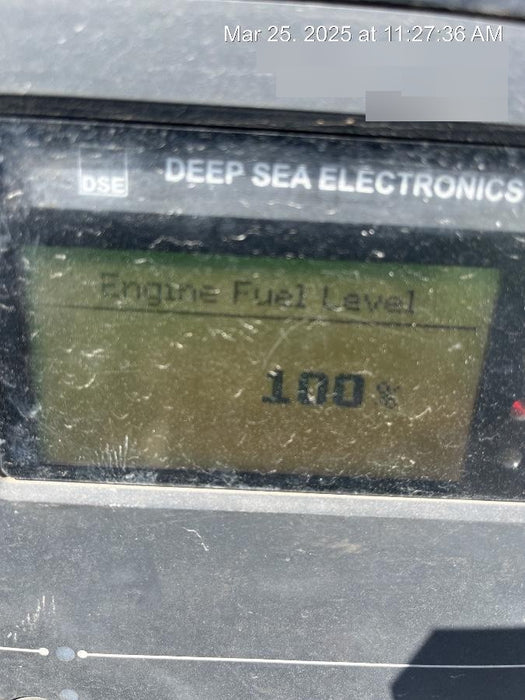 Mar 25, 2025 at 11:27:36 AM
DSE
DEEP SEA ELECTRONICS
Engine Fuel Level
100 %